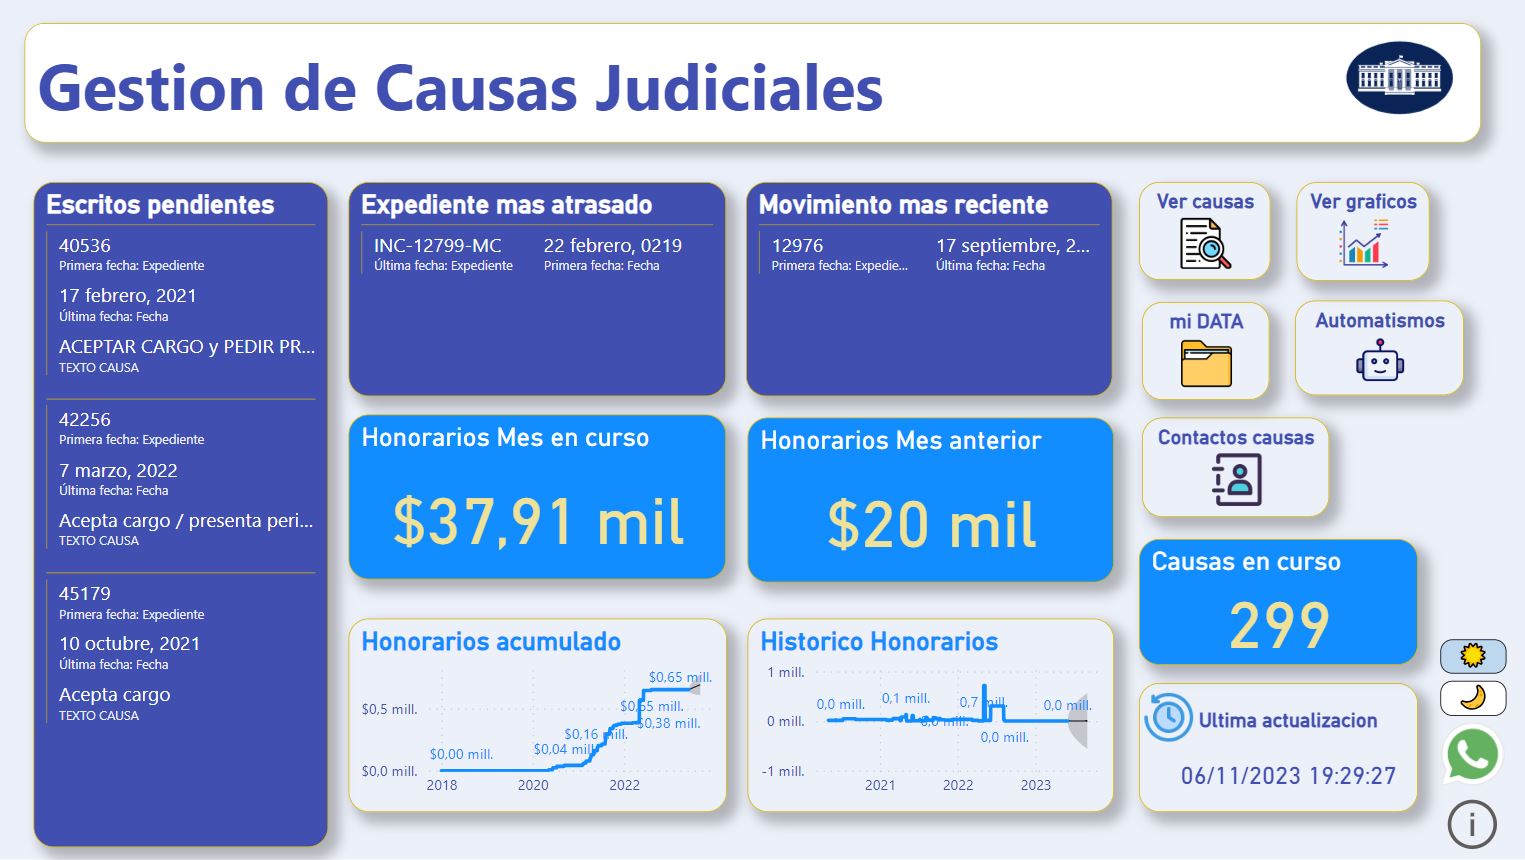 Gestion de Causas Judiciales
Escritos pendientes
40536
Primera fecha: Expediente
17 febrero, 2021
Última fecha: Fecha
ACEPTAR CARGO y PEDIR PR...
TEXTO CAUSA
42256
Primera fecha: Expediente
7 marzo, 2022
Última fecha: Fecha
Acepta cargo / presenta peri...
TEXTO CAUSA
45179
Primera fecha: Expediente
10 octubre, 2021
Última fecha: Fecha
Acepta cargo
TEXTO CAUSA
Expediente mas atrasado
INC-12799-MC 22 febrero, 0219
Última fecha: Expediente Primera fecha: Fecha
Movimiento mas reciente
12976 17 septiembre, 2...
Primera fecha: Expedie... Última fecha: Fecha
Honorarios Mes en curso
$37,91 mil
Honorarios Mes anterior
$20 mil
Honorarios acumulado
$0,65 mill.
$0,5 mill.
$0,55 mill.
$0,38 mill.
$0,16 mill.
$0,04 mill.
$0,00 mill.
$0,0 mill.
2018 2020 2022
Historico Honorarios
1 mill.
0,0 mill. 0,1 mill. 0,7 mill. 0,0 mill.
0 mill. 0,0 mill.
0,0 mill.
-1 mill.
2021 2022 2023
Ver causas
Ver graficos
mi DATA
Automatismos
Contactos causas
Causas en curso
299
Ultima actualizacion
06/11/2023 19:29:27
i